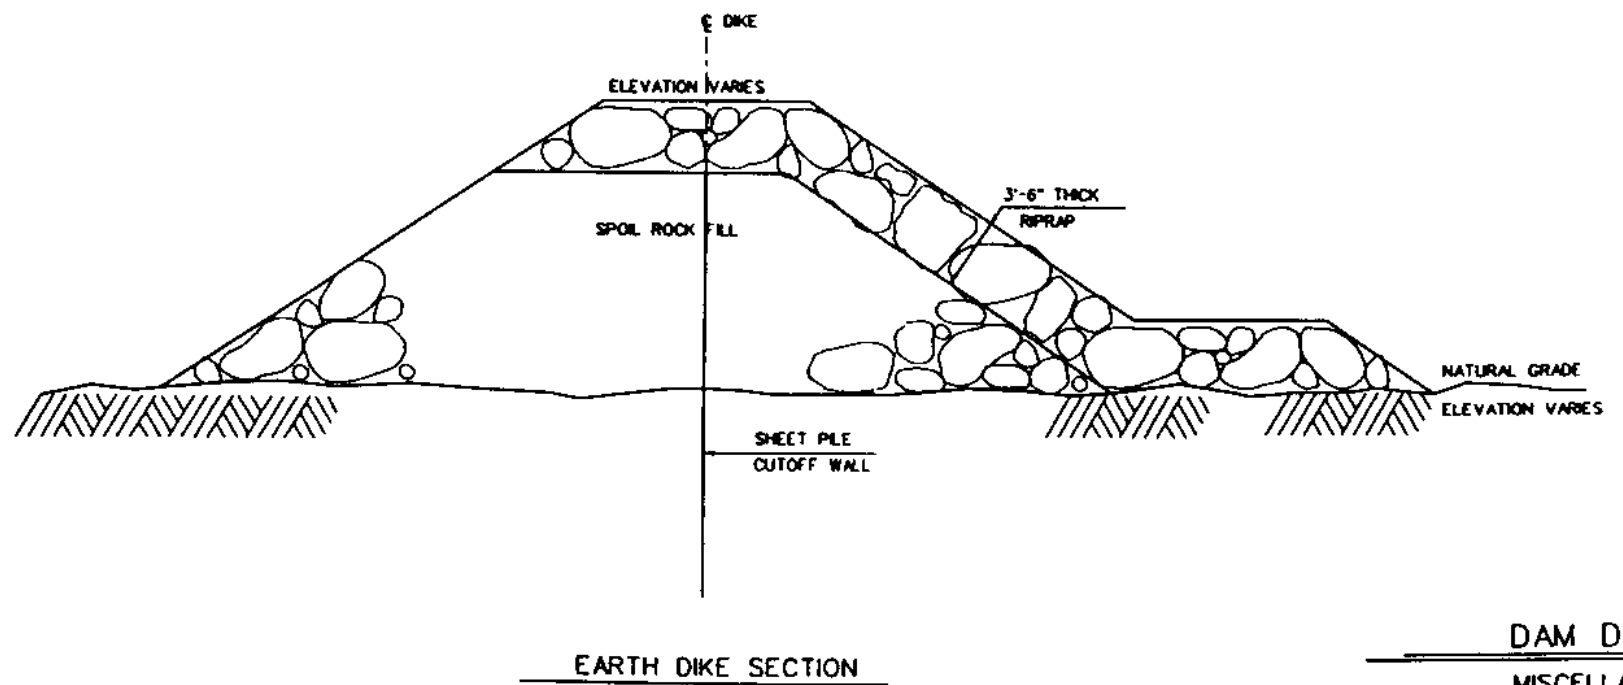 ℄ DIKE
ELEVATION VARIES
3'-6" THICK
RIPRAP
SPOIL ROCK FILL
NATURAL GRADE
ELEVATION VARIES
SHEET PILE
CUTOFF WALL
EARTH DIKE SECTION
DAM D
MISCELLA